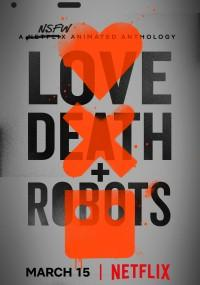 NSFW
A NETFLIX ANIMATED ANTHOLOGY
LOVE
DEATH
+
ROBOTS
MARCH 15 | NETFLIX